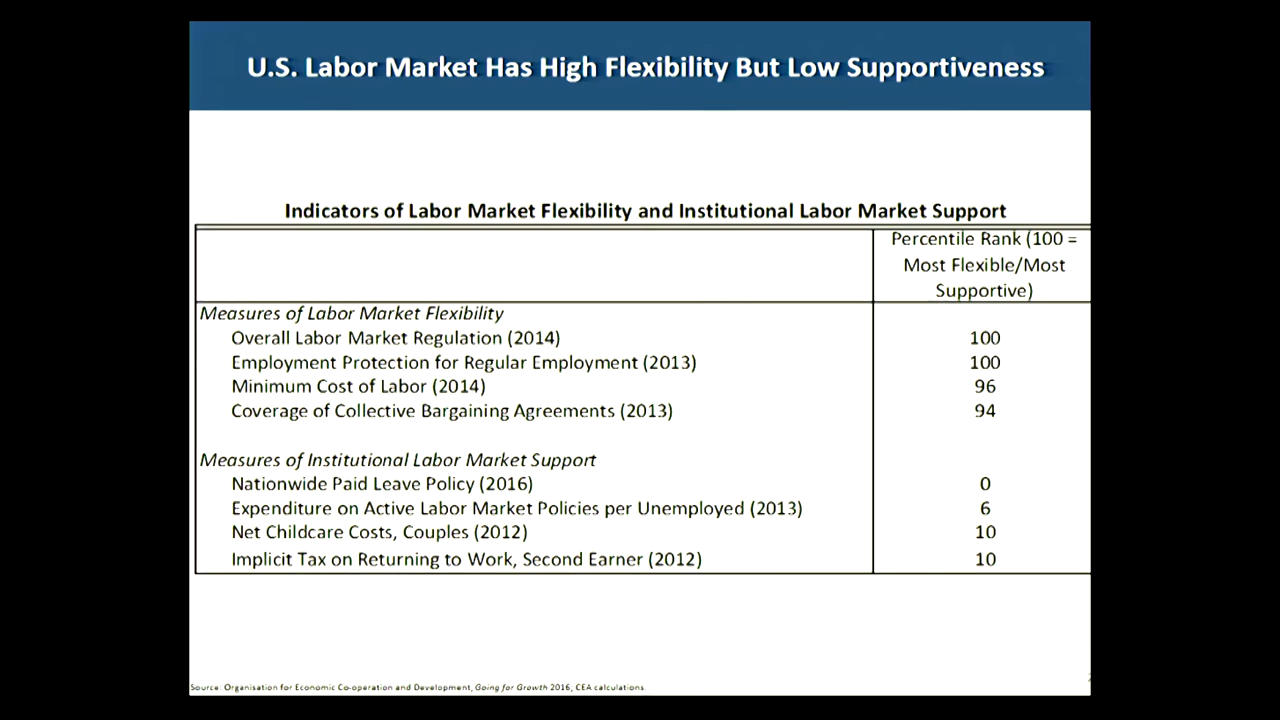 U.S. Labor Market Has High Flexibility But Low Supportiveness
Indicators of Labor Market Flexibility and Institutional Labor Market Support
Percentile Rank (100 =
Most Flexible/Most
Supportive)
Measures of Labor Market Flexibility
Overall Labor Market Regulation (2014) 100
Employment Protection for Regular Employment (2013) 100
Minimum Cost of Labor (2014) 96
Coverage of Collective Bargaining Agreements (2013) 94
Measures of Institutional Labor Market Support
Nationwide Paid Leave Policy (2016) 0
Expenditure on Active Labor Market Policies per Unemployed (2013) 6
Net Childcare Costs, Couples (2012) 10
Implicit Tax on Returning to Work, Second Earner (2012) 10
Source: Organisation for Economic Co-operation and Development, Going for Growth 2016; CEA calculations.